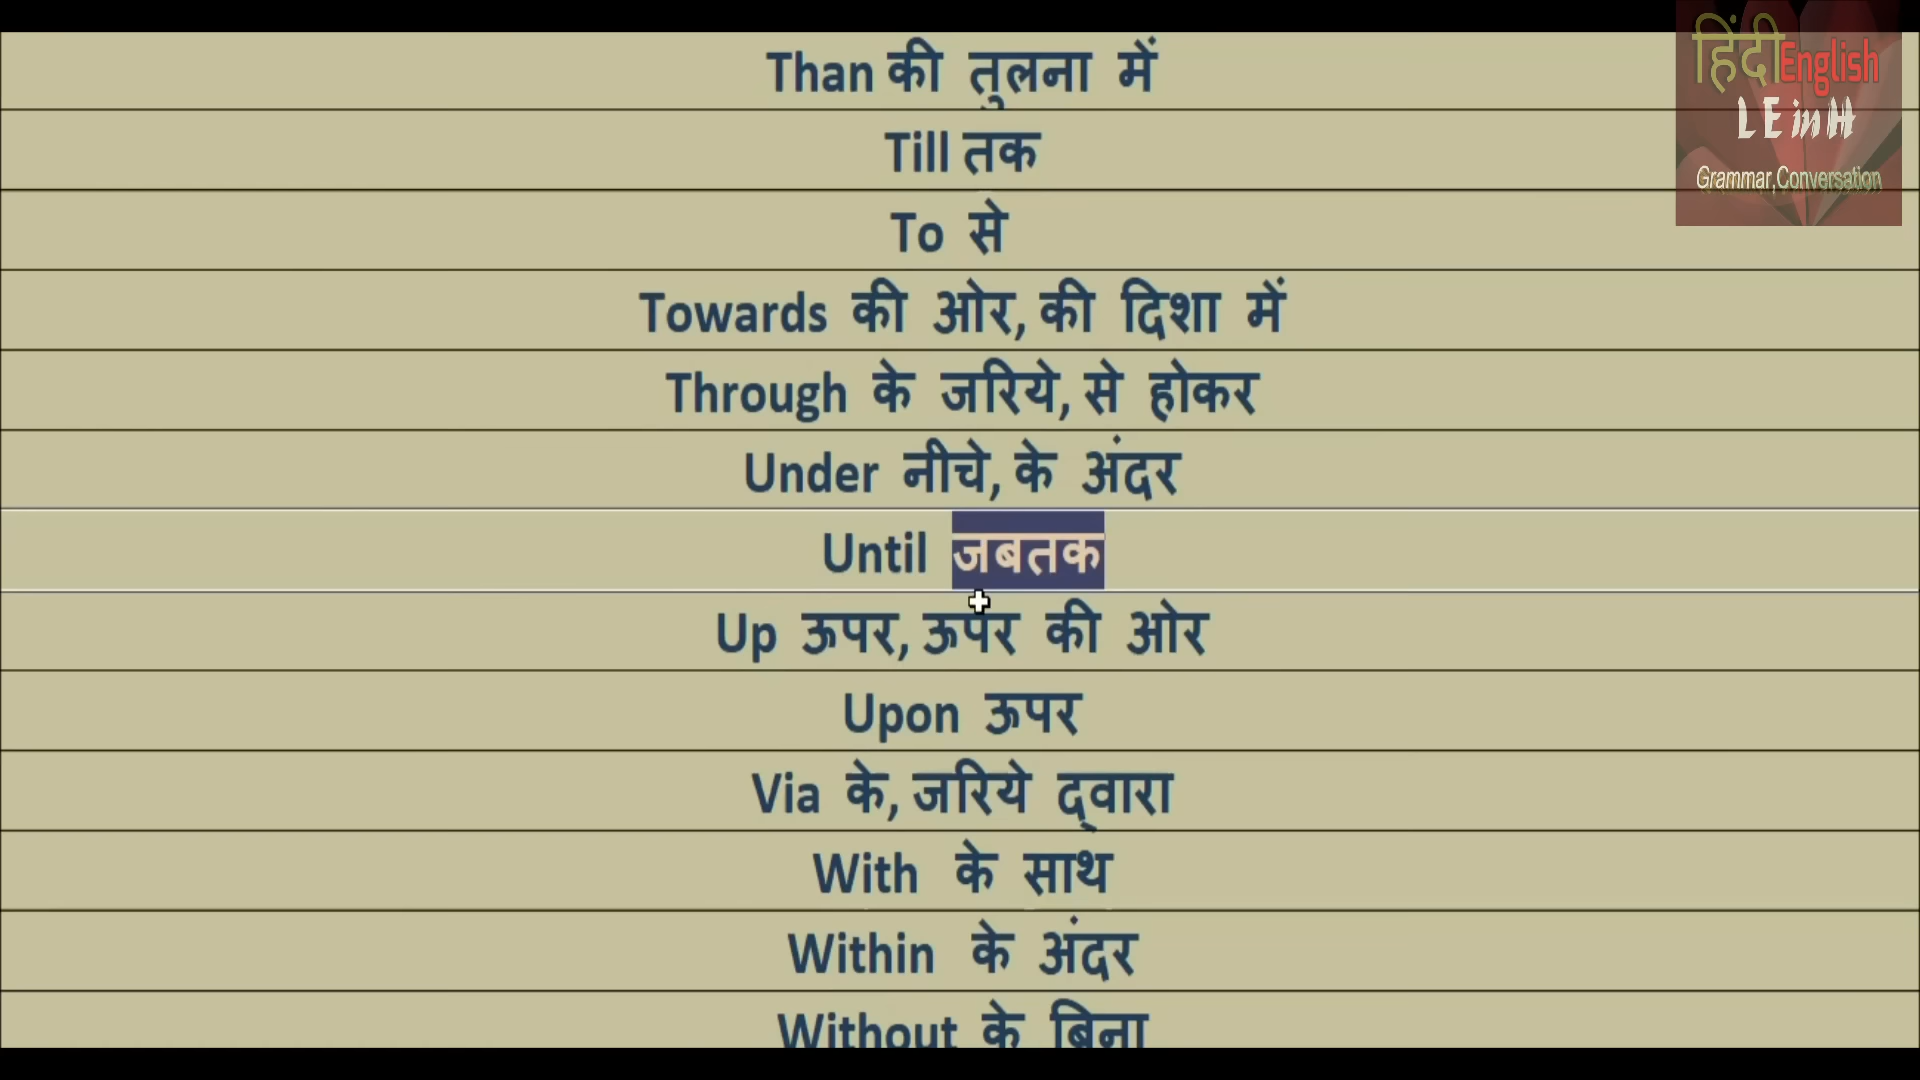 Than की तुलना में
हिंदी English
L E in H
Grammar,Conversation
Till तक
To से
Towards की ओर, की दिशा में
Through के जरिये, से होकर
Under नीचे, के अंदर
Until जबतक
Up ऊपर, ऊपर की ओर
Upon ऊपर
Via के, जरिये द्वारा
With के साथ
Within के अंदर
Without के बिना